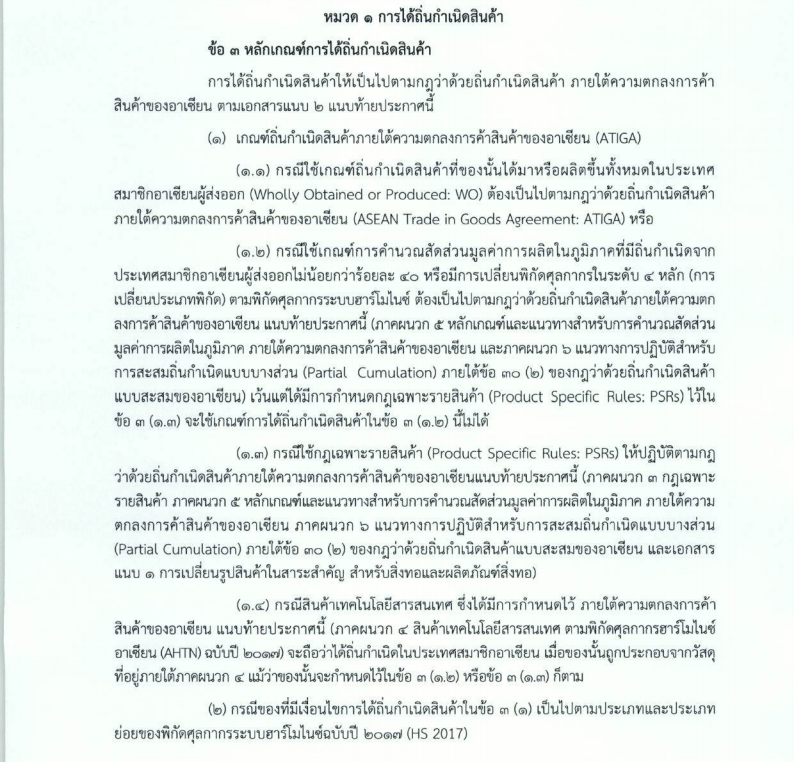 หมวด ๑ การได้ถิ่นกำเนิดสินค้า
ข้อ ๓ หลักเกณฑ์การได้ถิ่นกำเนิดสินค้า
การได้ถิ่นกำเนิดสินค้าให้เป็นไปตามกฎว่าด้วยถิ่นกำเนิดสินค้า ภายใต้ความตกลงการค้า
สินค้าของอาเซียน ตามเอกสารแนบ ๒ แนบท้ายประกาศนี้
(๑) เกณฑ์ถิ่นกำเนิดสินค้าภายใต้ความตกลงการค้าสินค้าของอาเซียน (ATIGA)
(๑.๑) กรณีใช้เกณฑ์ถิ่นกำเนิดสินค้าที่ของนั้นได้มาหรือผลิตขึ้นทั้งหมดในประเทศ
สมาชิกอาเซียนผู้ส่งออก (Wholly Obtained or Produced: WO) ต้องเป็นไปตามกฎว่าด้วยถิ่นกำเนิดสินค้า
ภายใต้ความตกลงการค้าสินค้าของอาเซียน (ASEAN Trade in Goods Agreement: ATIGA) หรือ
(๑.๒) กรณีใช้เกณฑ์การคำนวณสัดส่วนมูลค่าการผลิตในภูมิภาคที่มีถิ่นกำเนิดจาก
ประเทศสมาชิกอาเซียนผู้ส่งออกไม่น้อยกว่าร้อยละ ๔๐ หรือมีการเปลี่ยนพิกัดศุลกากรในระดับ ๔ หลัก (การ
เปลี่ยนประเภทพิกัด) ตามพิกัดศุลกากรระบบฮาร์โมไนซ์ ต้องเป็นไปตามกฎว่าด้วยถิ่นกำเนิดสินค้าภายใต้ความตก
ลงการค้าสินค้าของอาเซียน แนบท้ายประกาศนี้ (ภาคผนวก ๕ หลักเกณฑ์และแนวทางสำหรับการคำนวณสัดส่วน
มูลค่าการผลิตในภูมิภาค ภายใต้ความตกลงการค้าสินค้าของอาเซียน และภาคผนวก ๖ แนวทางการปฏิบัติสำหรับ
การสะสมถิ่นกำเนิดแบบบางส่วน (Partial Cumulation) ภายใต้ข้อ ๓๐ (๒) ของกฎว่าด้วยถิ่นกำเนิดสินค้า
แบบสะสมของอาเซียน) เว้นแต่ได้มีการกำหนดกฎเฉพาะรายสินค้า (Product Specific Rules: PSRs) ไว้ใน
ข้อ ๓ (๑.๓) จะใช้เกณฑ์การได้ถิ่นกำเนิดสินค้าในข้อ ๓ (๑.๒) นี้ไม่ได้
(๑.๓) กรณีใช้กฎเฉพาะรายสินค้า (Product Specific Rules: PSRs) ให้ปฏิบัติตามกฎ
ว่าด้วยถิ่นกำเนิดสินค้าภายใต้ความตกลงการค้าสินค้าของอาเซียนแนบท้ายประกาศนี้ (ภาคผนวก ๓ กฎเฉพาะ
รายสินค้า ภาคผนวก ๕ หลักเกณฑ์และแนวทางสำหรับการคำนวณสัดส่วนมูลค่าการผลิตในภูมิภาค ภายใต้ความ
ตกลงการค้าสินค้าของอาเซียน ภาคผนวก ๖ แนวทางการปฏิบัติสำหรับการสะสมถิ่นกำเนิดแบบบางส่วน
(Partial Cumulation) ภายใต้ข้อ ๓๐ (๒) ของกฎว่าด้วยถิ่นกำเนิดสินค้าแบบสะสมของอาเซียน และเอกสาร
แนบ ๑ การเปลี่ยนรูปสินค้าในสาระสำคัญ สำหรับสิ่งทอและผลิตภัณฑ์สิ่งทอ)
(๑.๔) กรณีสินค้าเทคโนโลยีสารสนเทศ ซึ่งได้มีการกำหนดไว้ ภายใต้ความตกลงการค้า
สินค้าของอาเซียน แนบท้ายประกาศนี้ (ภาคผนวก ๔ สินค้าเทคโนโลยีสารสนเทศ ตามพิกัดศุลกากรฮาร์โมไนซ์
อาเซียน (AHTN) ฉบับปี ๒๐๑๗) จะถือว่าได้ถิ่นกำเนิดในประเทศสมาชิกอาเซียน เมื่อของนั้นถูกประกอบจากวัสดุ
ที่อยู่ภายใต้ภาคผนวก ๔ แม้ว่าของนั้นจะกำหนดไว้ในข้อ ๓ (๑.๒) หรือข้อ ๓ (๑.๓) ก็ตาม
(๒) กรณีของที่มีเงื่อนไขการได้ถิ่นกำเนิดสินค้าในข้อ ๓ (๑) เป็นไปตามประเภทและประเภท
ย่อยของพิกัดศุลกากรระบบฮาร์โมไนซ์ฉบับปี ๒๐๑๗ (HS 2017)